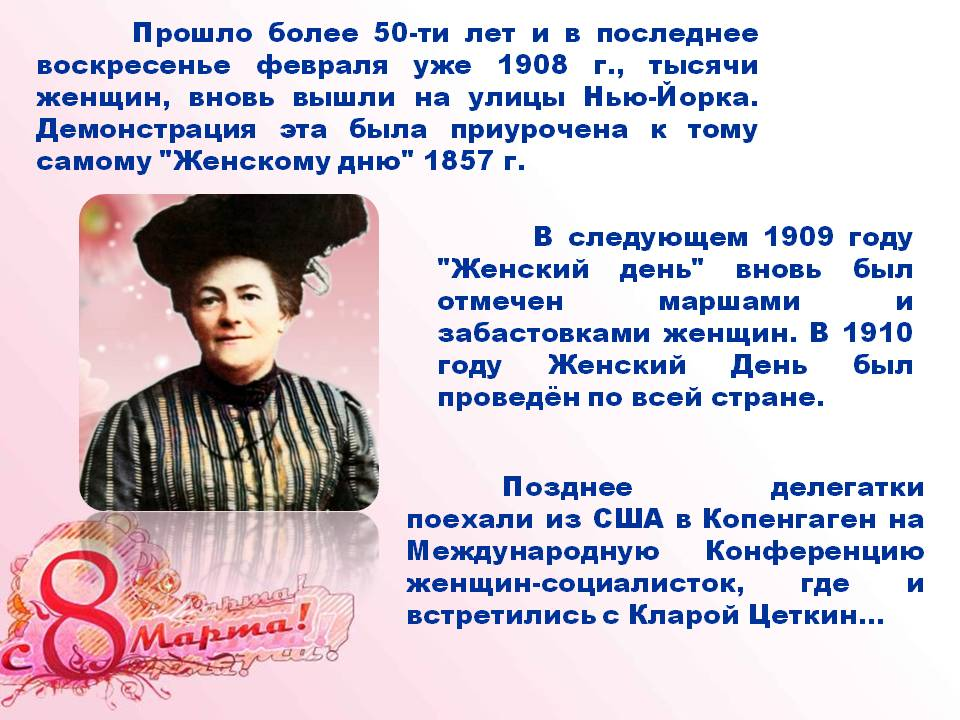 Прошло более 50-ти лет и в последнее
воскресенье февраля уже 1908 г., тысячи
женщин, вновь вышли на улицы Нью-Йорка.
Демонстрация эта была приурочена к тому
самому "Женскому дню" 1857 г.
В следующем 1909 году
"Женский день" вновь был
отмечен маршами и
забастовками женщин. В 1910
году Женский День был
проведён по всей стране.
Позднее делегатки
поехали из США в Копенгаген на
Международную Конференцию
женщин-социалисток, где и
встретились с Кларой Цеткин...
с 8 Марта!